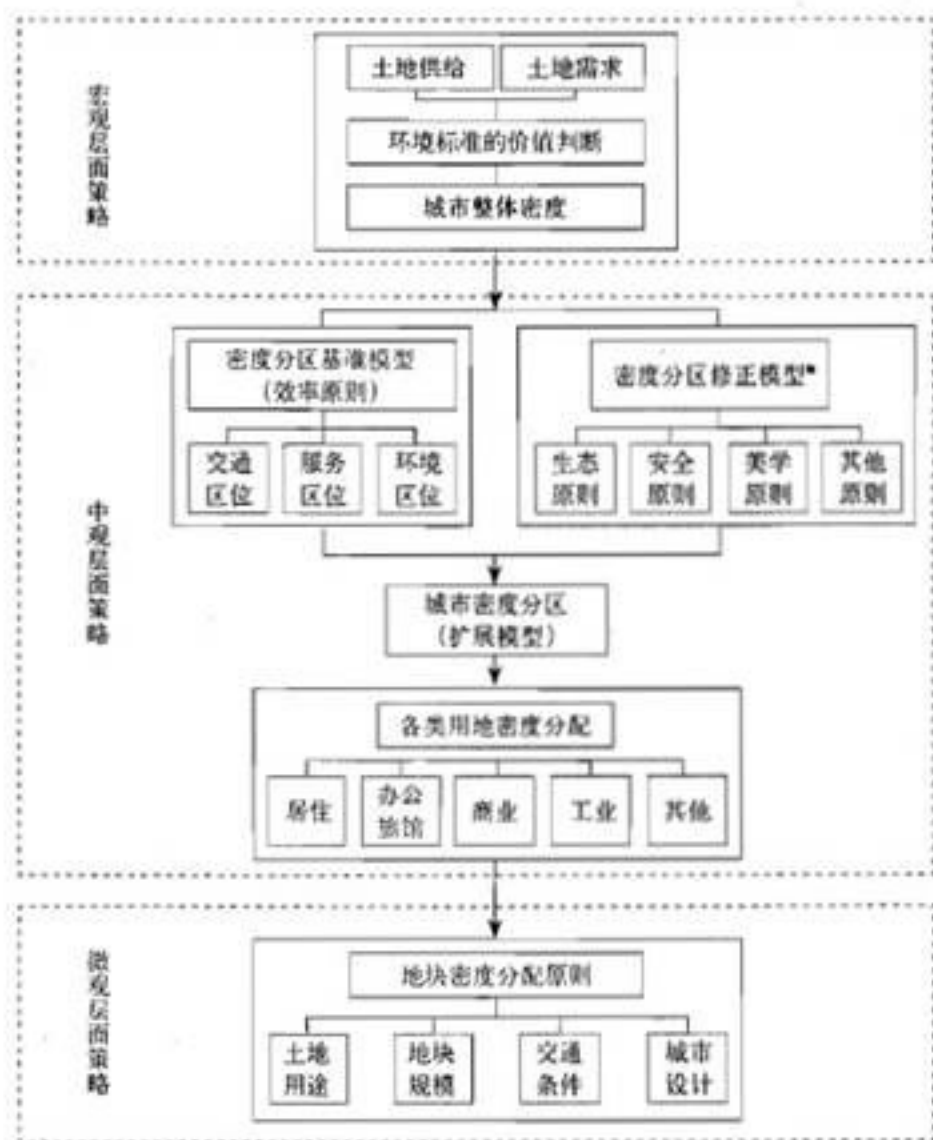 宏观层面策略
土地供给
土地需求
环境标准的价值判断
城市整体密度
中观层面策略
密度分区基准模型
(效率原则)
交通
区位
服务
区位
环境
区位
密度分区修正模型*
生态
原则
安全
原则
美学
原则
其他
原则
城市密度分区
(扩展模型)
各类用地密度分配
居住
办公
旅馆
商业
工业
其他
微观层面策略
地块密度分配原则
土地
用途
地块
规模
交通
条件
城市
设计